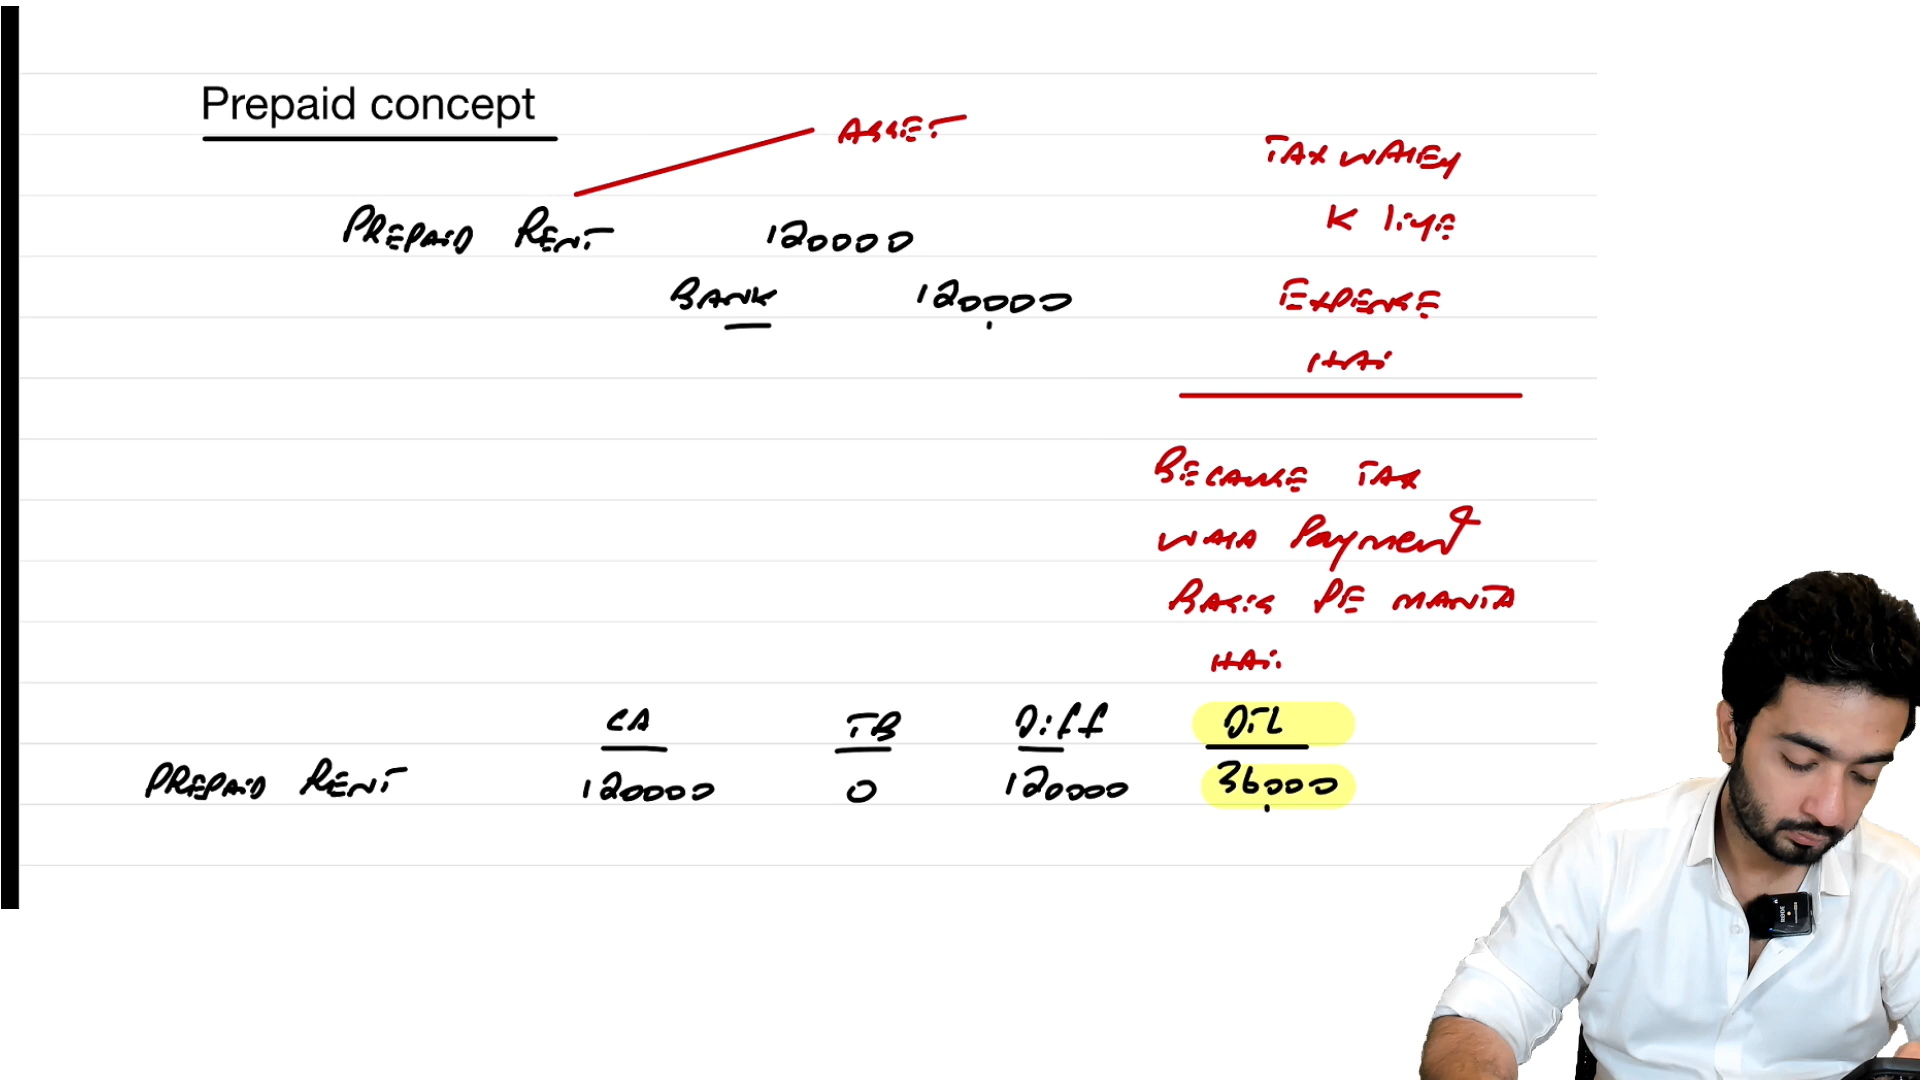 Prepaid concept
ASSET
TAX WALEY
K liye
PREPAID RENT 120000
BANK 120000
EXPENSE
HAi
BECAUSE TAX
WALA Payment
BASIS PE MANTA
HAi.
CA TB Diff DTL
PREPAID RENT 120000 0 120000 36000